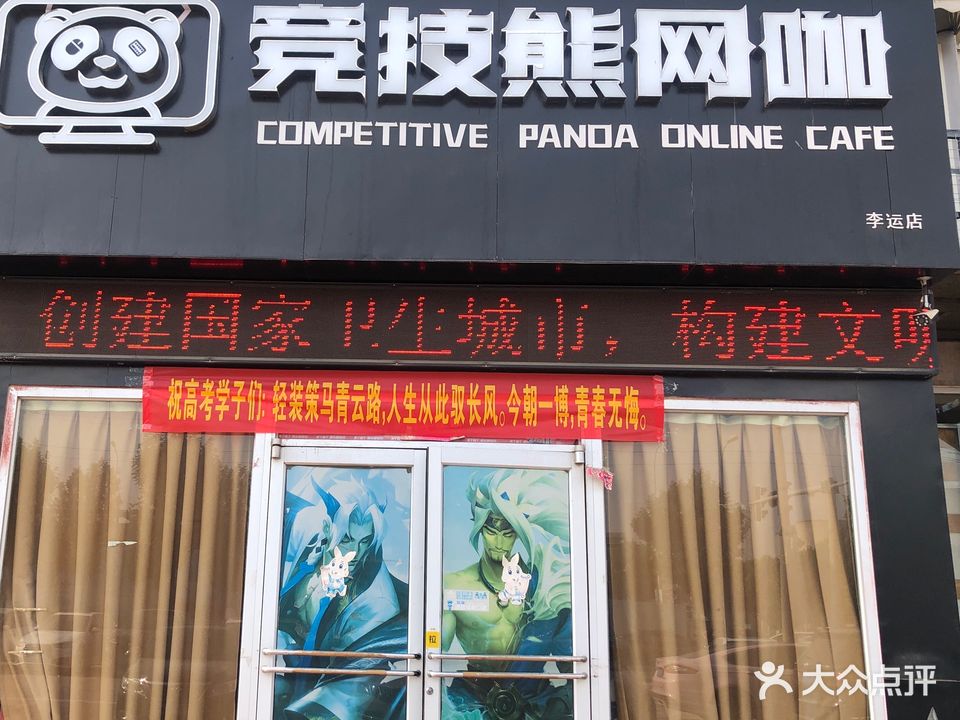 竞技熊网咖
COMPETITIVE PANDA ONLINE CAFE
李运店
创建国家卫生城市，构建文明
祝高考学子们：轻装策马青云路,人生从此驭长风。今朝一博,青春无悔。
拉
大众点评